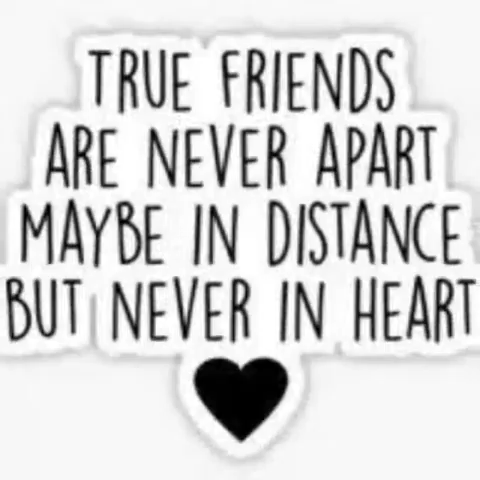 TRUE FRIENDS
ARE NEVER APART
MAYBE IN DISTANCE
BUT NEVER IN HEART